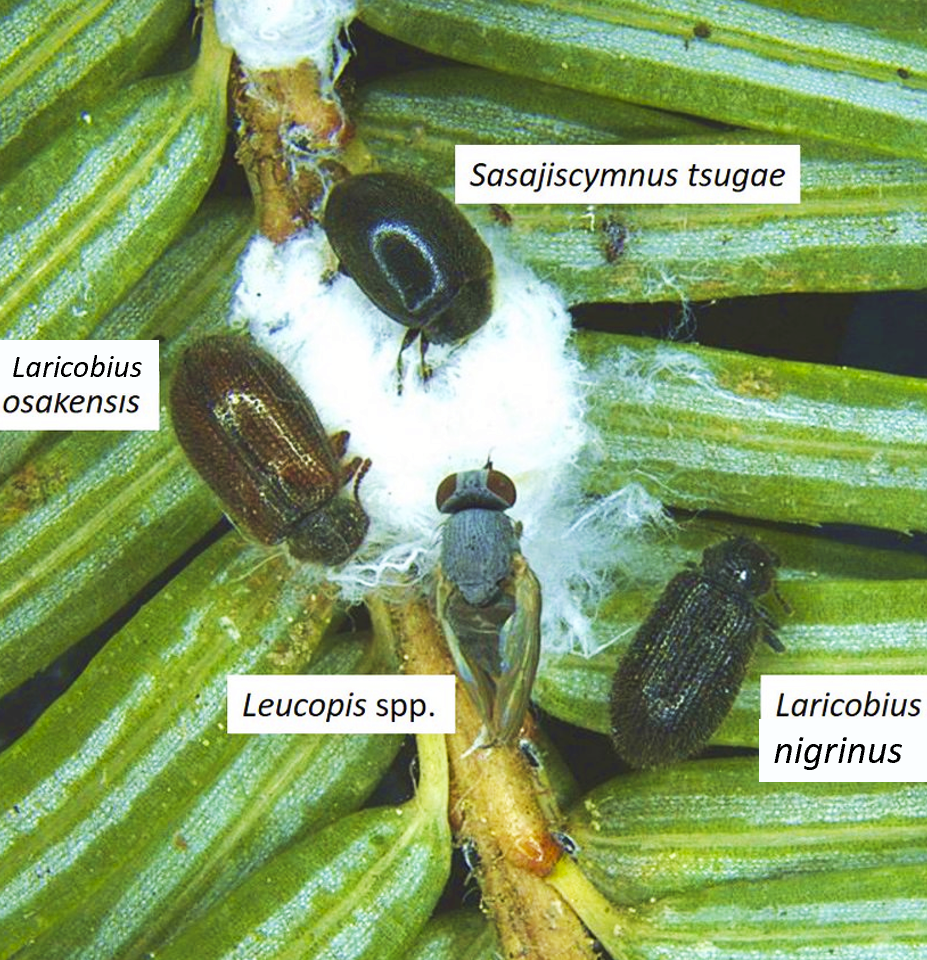 Sasajiscymnus tsugae
Laricobius
osakensis
Leucopis spp.
Laricobius
nigrinus